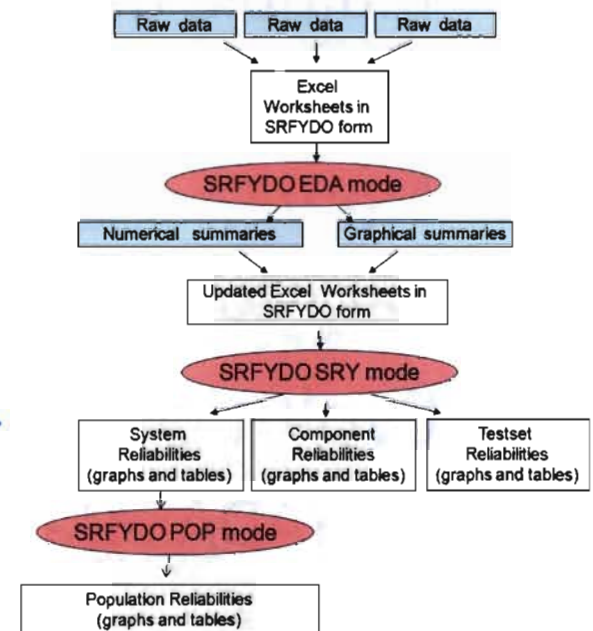 Raw data
Raw data
Raw data
Excel
Worksheets in
SRFYDO form
SRFYDO EDA mode
Numerical summaries
Graphical summaries
Updated Excel Worksheets in
SRFYDO form
SRFYDO SRY mode
System
Reliabilities
(graphs and tables)
Component
Reliabilities
(graphs and tables)
Testset
Reliabilities
(graphs and tables)
SRFYDO POP mode
Population Reliabilities
(graphs and tables)